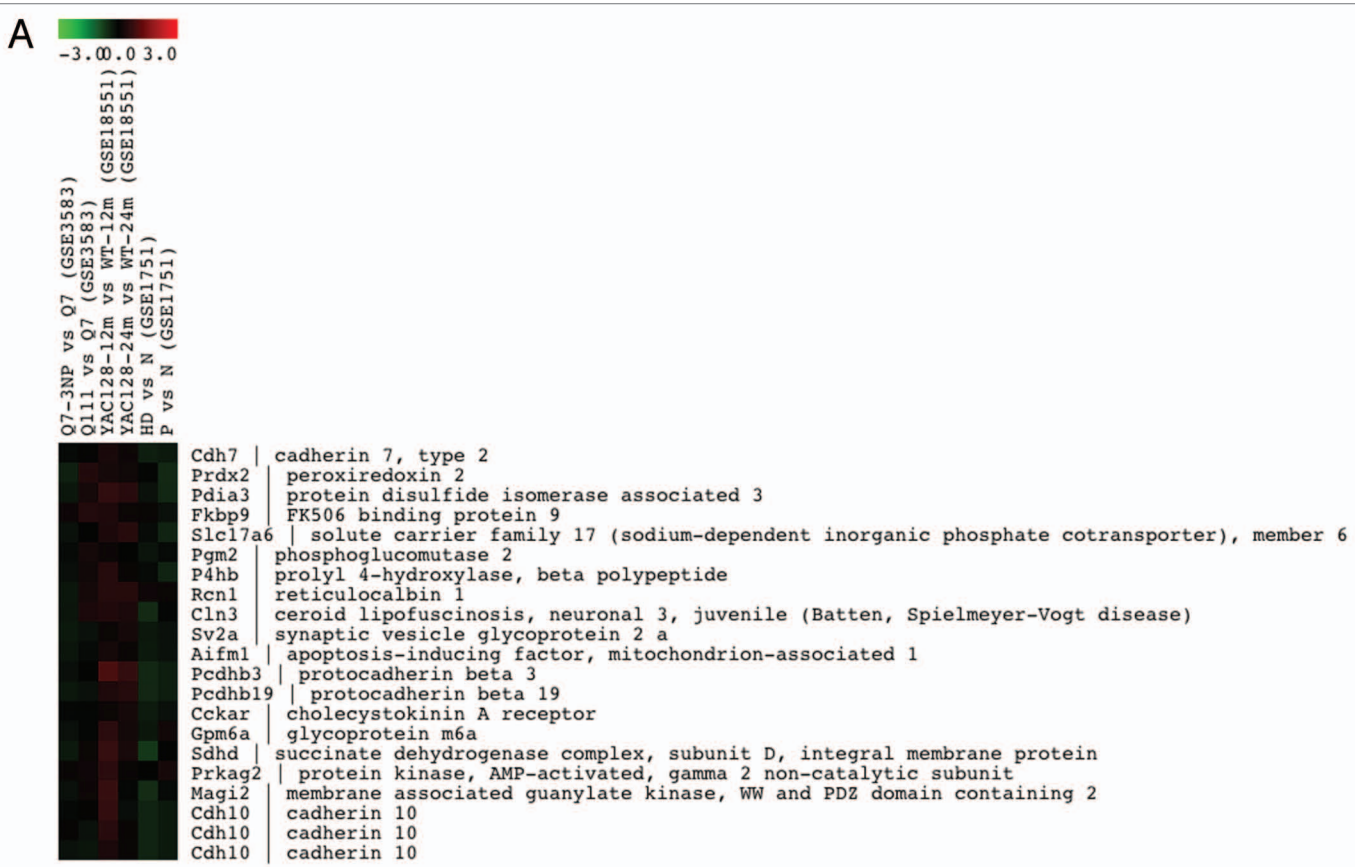 A
-3.0 0.0 3.0
Q7-3NP vs Q7 (GSE3583)
Q111 vs Q7 (GSE3583)
YAC128-12m vs WT-12m (GSE18551)
YAC128-24m vs WT-24m (GSE18551)
HD vs N (GSE1751)
P vs N (GSE1751)
Cdh7 | cadherin 7, type 2
Prdx2 | peroxiredoxin 2
Pdia3 | protein disulfide isomerase associated 3
Fkbp9 | FK506 binding protein 9
Slc17a6 | solute carrier family 17 (sodium-dependent inorganic phosphate cotransporter), member 6
Pgm2 | phosphoglucomutase 2
P4hb | prolyl 4-hydroxylase, beta polypeptide
Rcn1 | reticulocalbin 1
Cln3 | ceroid lipofuscinosis, neuronal 3, juvenile (Batten, Spielmeyer-Vogt disease)
Sv2a | synaptic vesicle glycoprotein 2 a
Aifm1 | apoptosis-inducing factor, mitochondrion-associated 1
Pcdhb3 | protocadherin beta 3
Pcdhb19 | protocadherin beta 19
Cckar | cholecystokinin A receptor
Gpm6a | glycoprotein m6a
Sdhd | succinate dehydrogenase complex, subunit D, integral membrane protein
Prkag2 | protein kinase, AMP-activated, gamma 2 non-catalytic subunit
Magi2 | membrane associated guanylate kinase, WW and PDZ domain containing 2
Cdh10 | cadherin 10
Cdh10 | cadherin 10
Cdh10 | cadherin 10